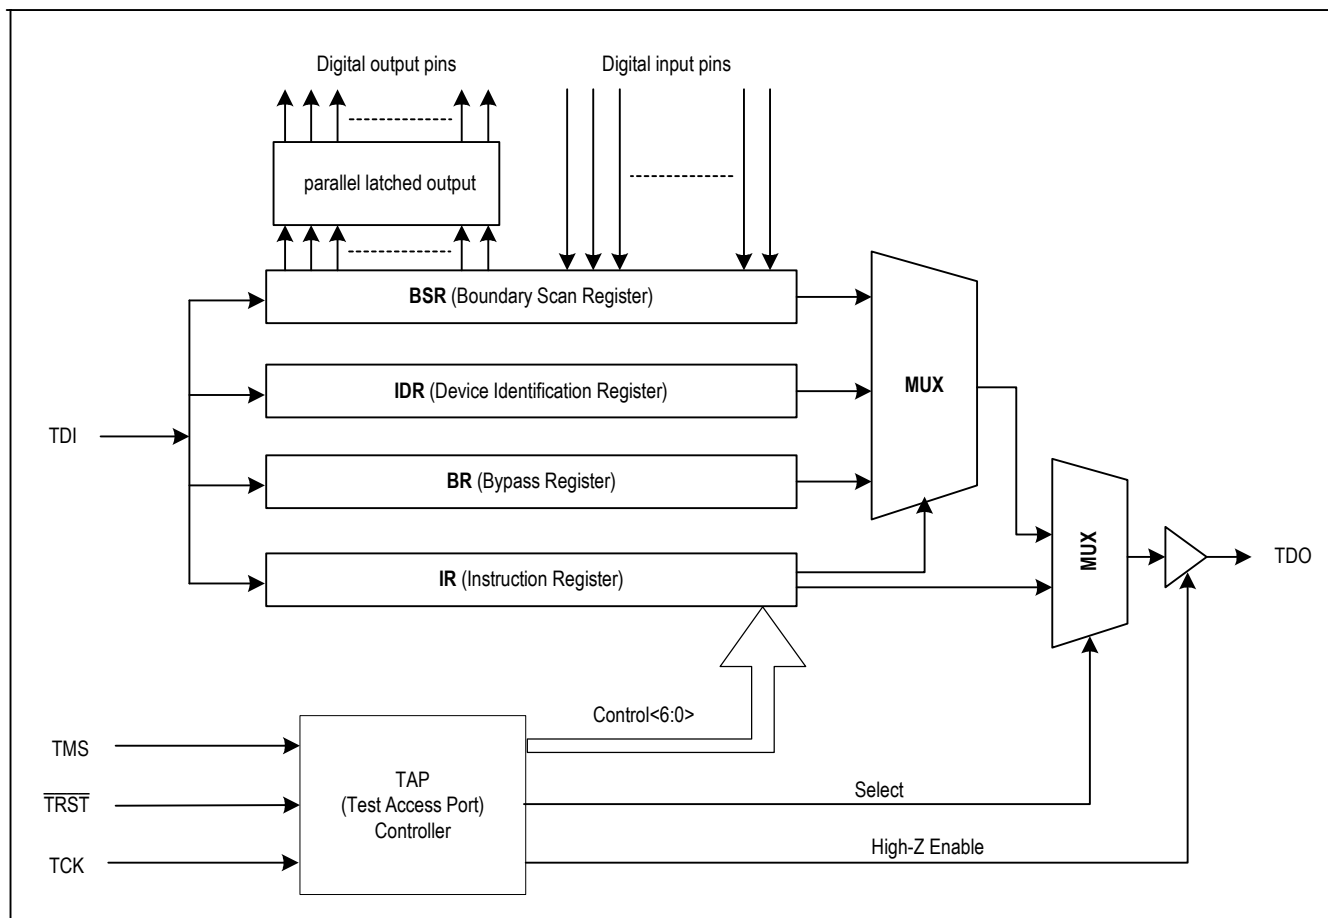 Digital output pins
Digital input pins
parallel latched output
BSR (Boundary Scan Register)
IDR (Device Identification Register)
MUX
TDI
BR (Bypass Register)
MUX
TDO
IR (Instruction Register)
Control<6:0>
TMS
TAP
(Test Access Port)
Controller
Select
T̅R̅S̅T̅
High-Z Enable
TCK